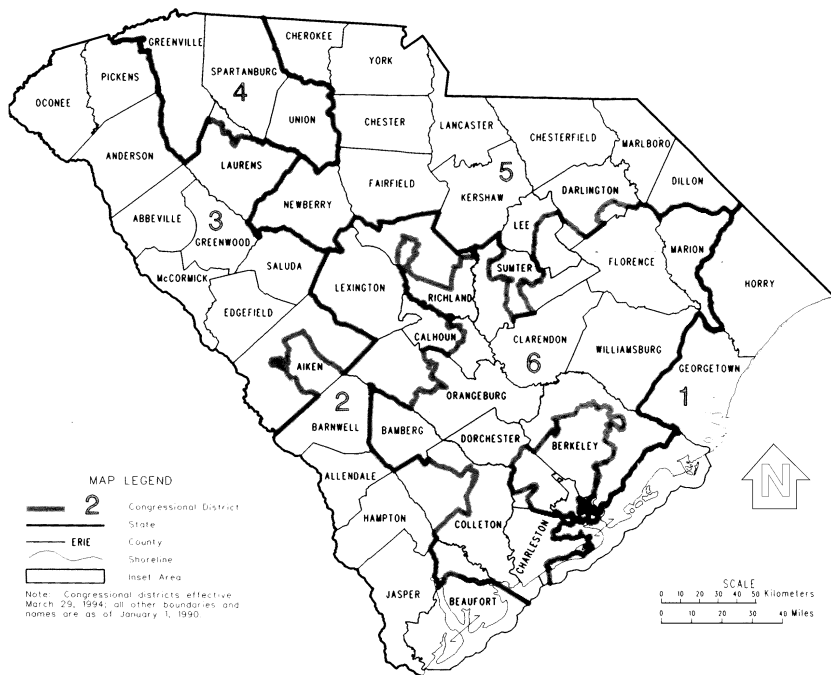 CHEROKEE
GREENVILLE
YORK
SPARTANBURG
PICKENS
4
OCONEE
UNION
CHESTER
LANCASTER
CHESTERFIELD
MARLBORO
ANDERSON
LAURENS
5
DILLON
FAIRFIELD
KERSHAW
DARLINGTON
NEWBERRY
ABBEVILLE
3
GREENWOOD
LEE
MARION
SALUDA
SUMTER
FLORENCE
McCORMICK
LEXINGTON
HORRY
RICHLAND
EDGEFIELD
CALHOUN
CLARENDON
WILLIAMSBURG
6
AIKEN
GEORGETOWN
1
ORANGEBURG
2
BARNWELL
BAMBERG
DORCHESTER
BERKELEY
ALLENDALE
HAMPTON
COLLETON
CHARLESTON
JASPER
BEAUFORT
N
MAP LEGEND
2 Congressional District
State
ERIE County
Shoreline
Inset Area
Note: Congressional districts effective
March 29, 1994; all other boundaries and
names are as of January 1, 1990.
SCALE
0 10 20 30 40 50 Kilometers
0 10 20 30 40 Miles